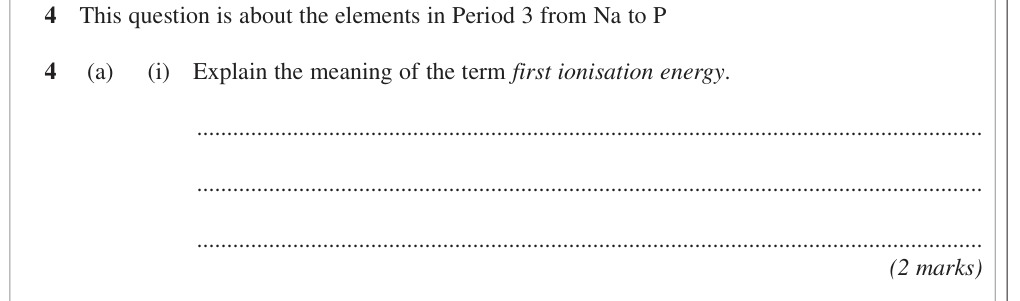 4 This question is about the elements in Period 3 from Na to P
4 (a) (i) Explain the meaning of the term first ionisation energy.
....................................................................................................................................
....................................................................................................................................
....................................................................................................................................
(2 marks)